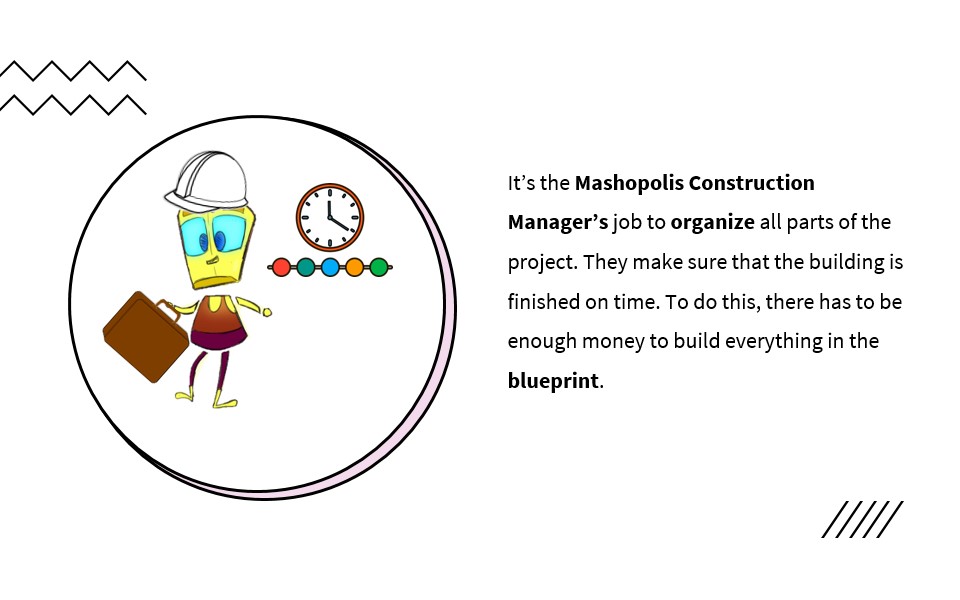 It’s the Mashopolis Construction
Manager’s job to organize all parts of the
project. They make sure that the building is
finished on time. To do this, there has to be
enough money to build everything in the
blueprint.